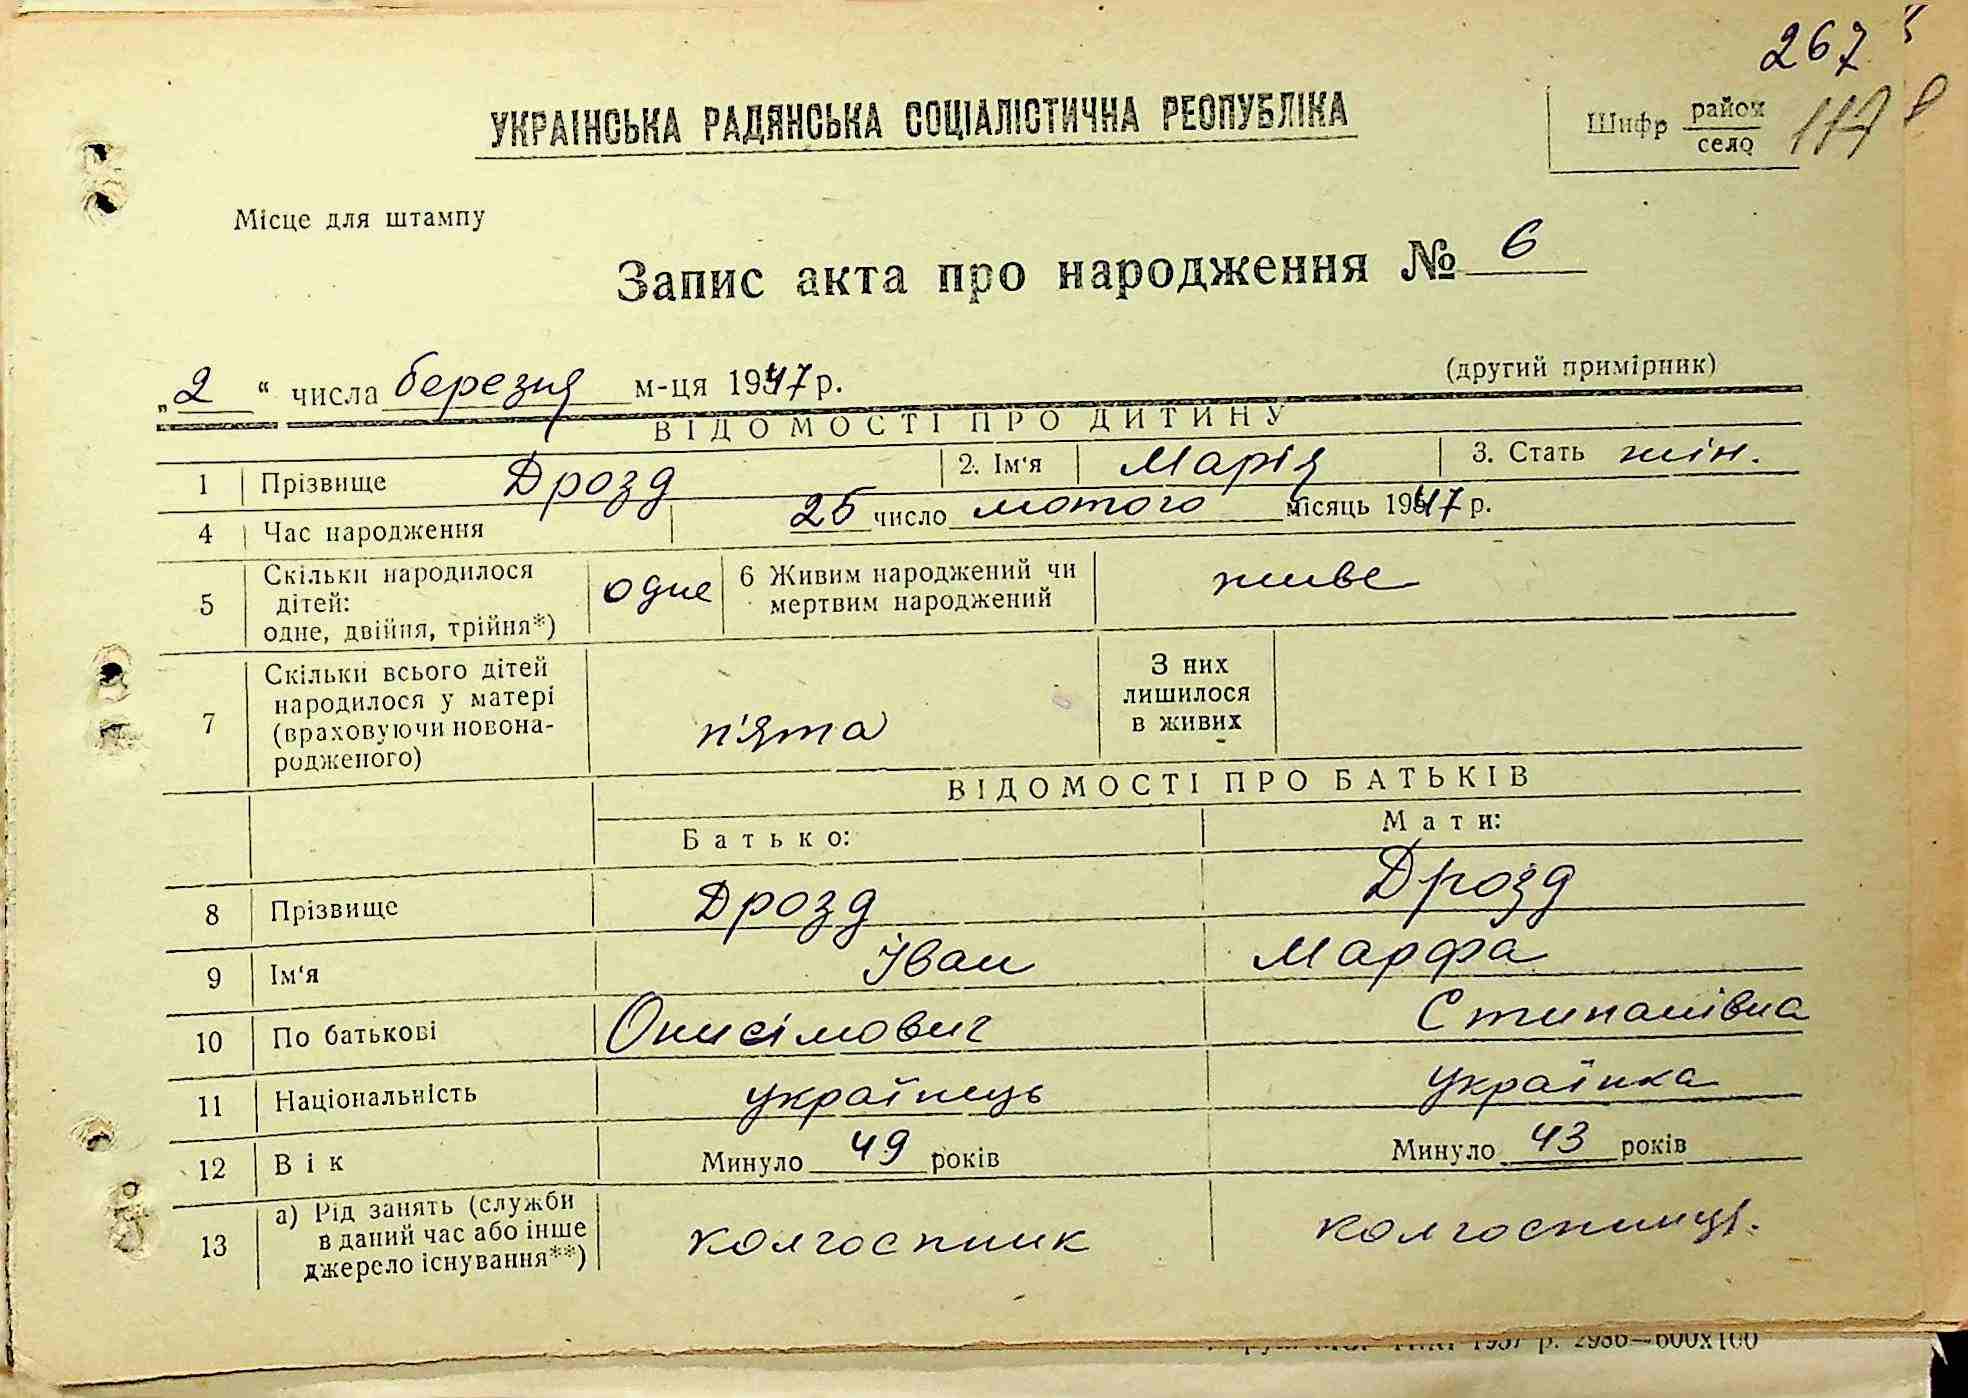 267
УКРАЇНСЬКА РАДЯНСЬКА СОЦІАЛІСТИЧНА РЕСПУБЛІКА
Шифр район
село
Місце для штампу
Запис акта про народження № 6
(другий примірник)
„2“ числа березня м-ця 1947 р.
ВІДОМОСТІ ПРО ДИТИНУ
1 Прізвище Дрозд 2. Ім'я Марія 3. Стать жін.
4 Час народження 25 число лютого місяць 1947 р.
5 Скільки народилося дітей: одне, двійня, трійня*) одне 6 Живим народжений чи мертвим народжений живе
7 Скільки всього дітей народилося у матері (враховуючи новонародженого) п'ята З них лишилося в живих
ВІДОМОСТІ ПРО БАТЬКІВ
Батько: Мати:
8 Прізвище Дрозд Дрозд
9 Ім'я Іван Марфа
10 По батькові Онисімович Стипанівна
11 Національність українець українка
12 Вік Минуло 49 років Минуло 43 років
13 а) Рід занять (служби в даний час або інше джерело існування**) колгоспник колгоспниця.
1937 р. 2936—600х100